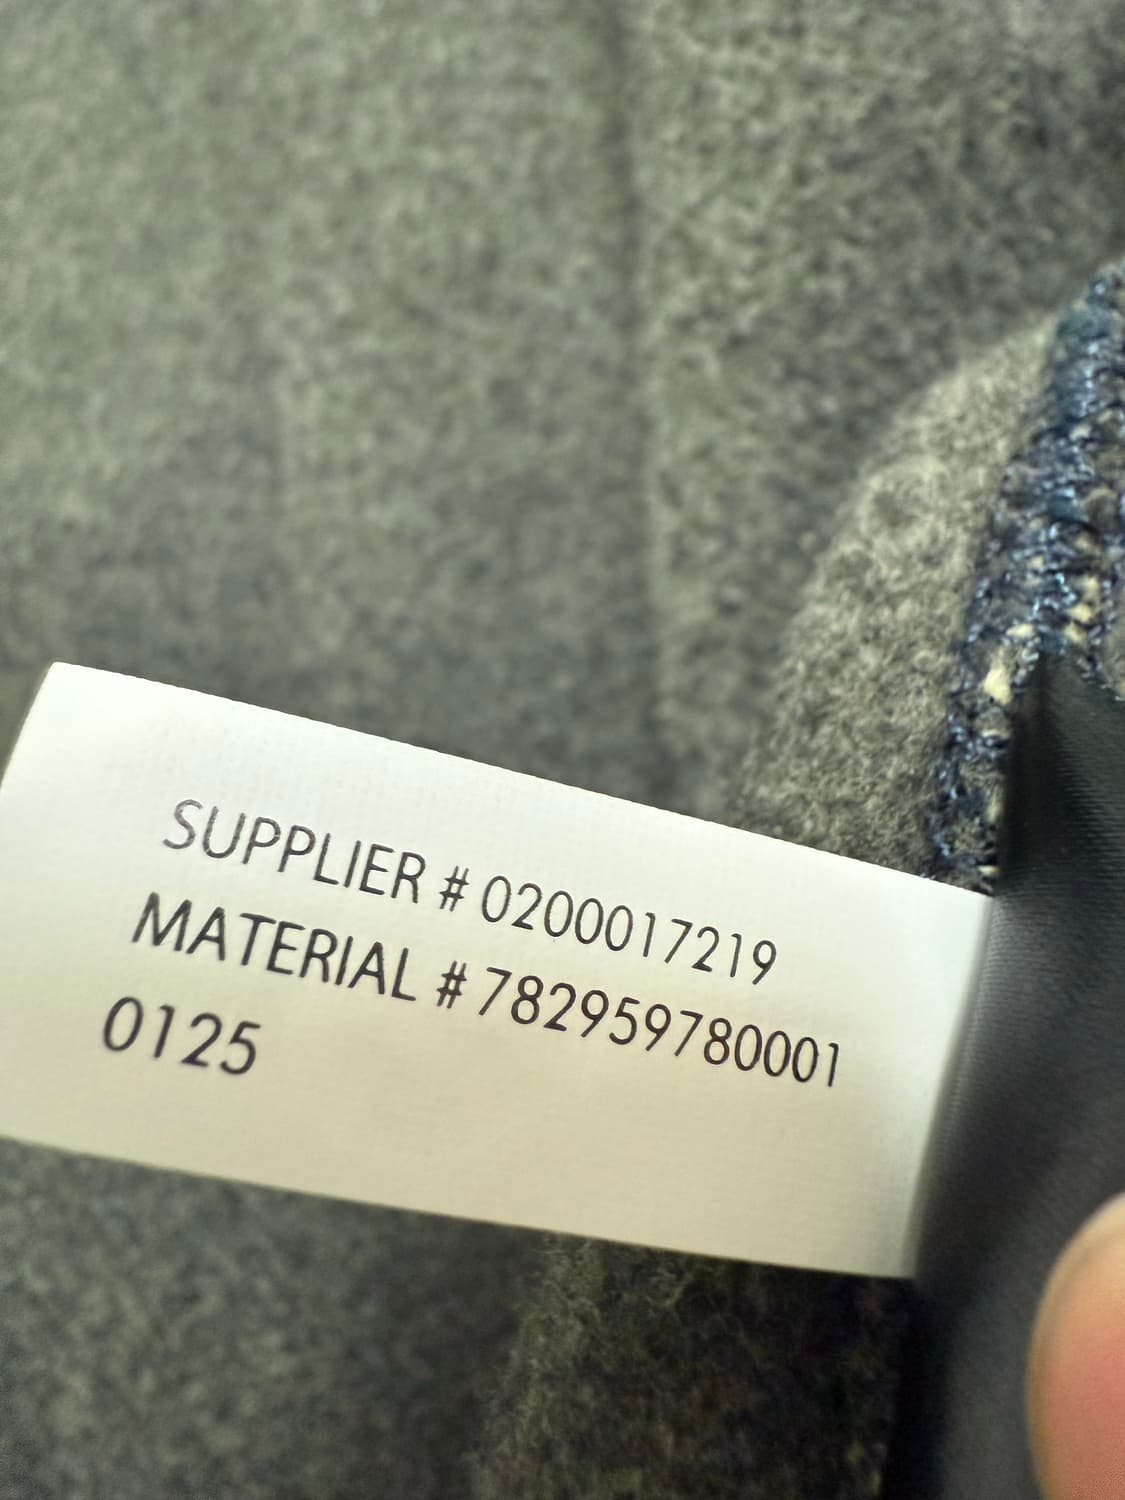 SUPPLIER # 0200017219
MATERIAL # 782959780001
0125